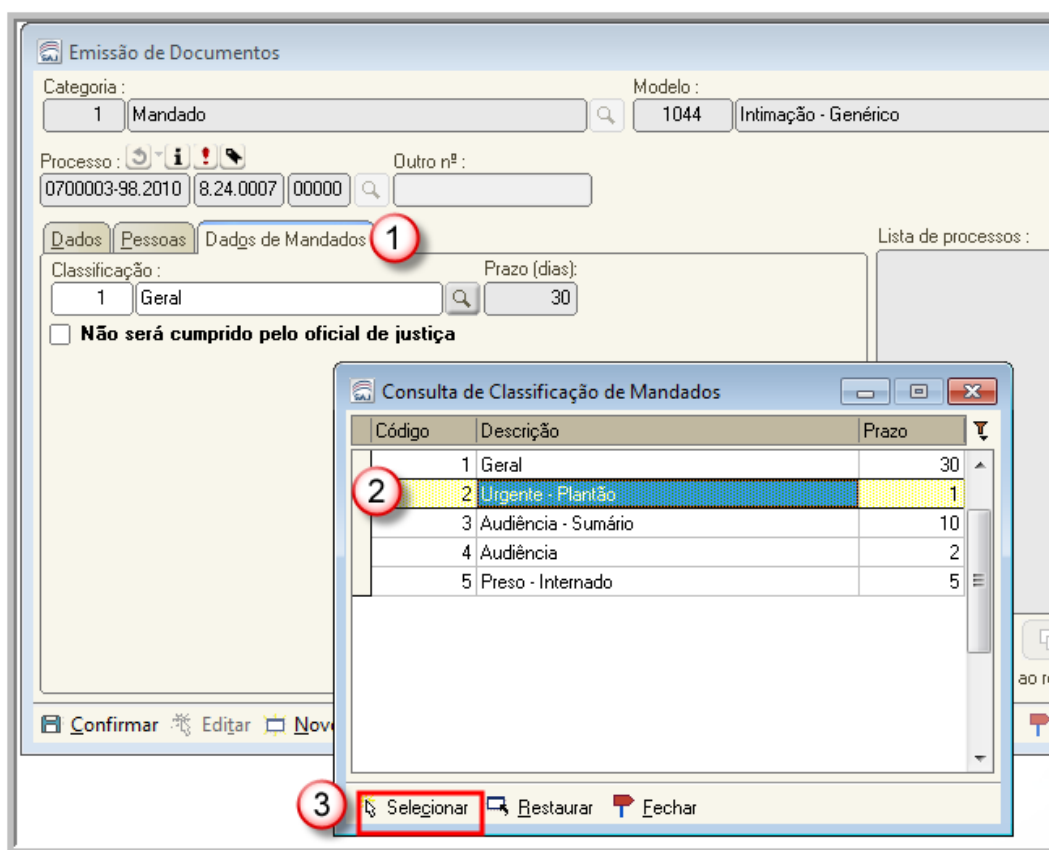 Emissão de Documentos
Categoria : Modelo :
1 Mandado 1044 Intimação - Genérico
Processo : Outro nº :
0700003-98.2010 8.24.0007 00000
Dados Pessoas Dados de Mandados 1 Lista de processos :
Classificação : Prazo (dias):
1 Geral 30
Não será cumprido pelo oficial de justiça
Consulta de Classificação de Mandados
Código Descrição Prazo
1 Geral 30
2 2 Urgente - Plantão 1
3 Audiência - Sumário 10
4 Audiência 2
5 Preso - Internado 5
ao
Confirmar Editar Novo
3 Selecionar Restaurar Fechar